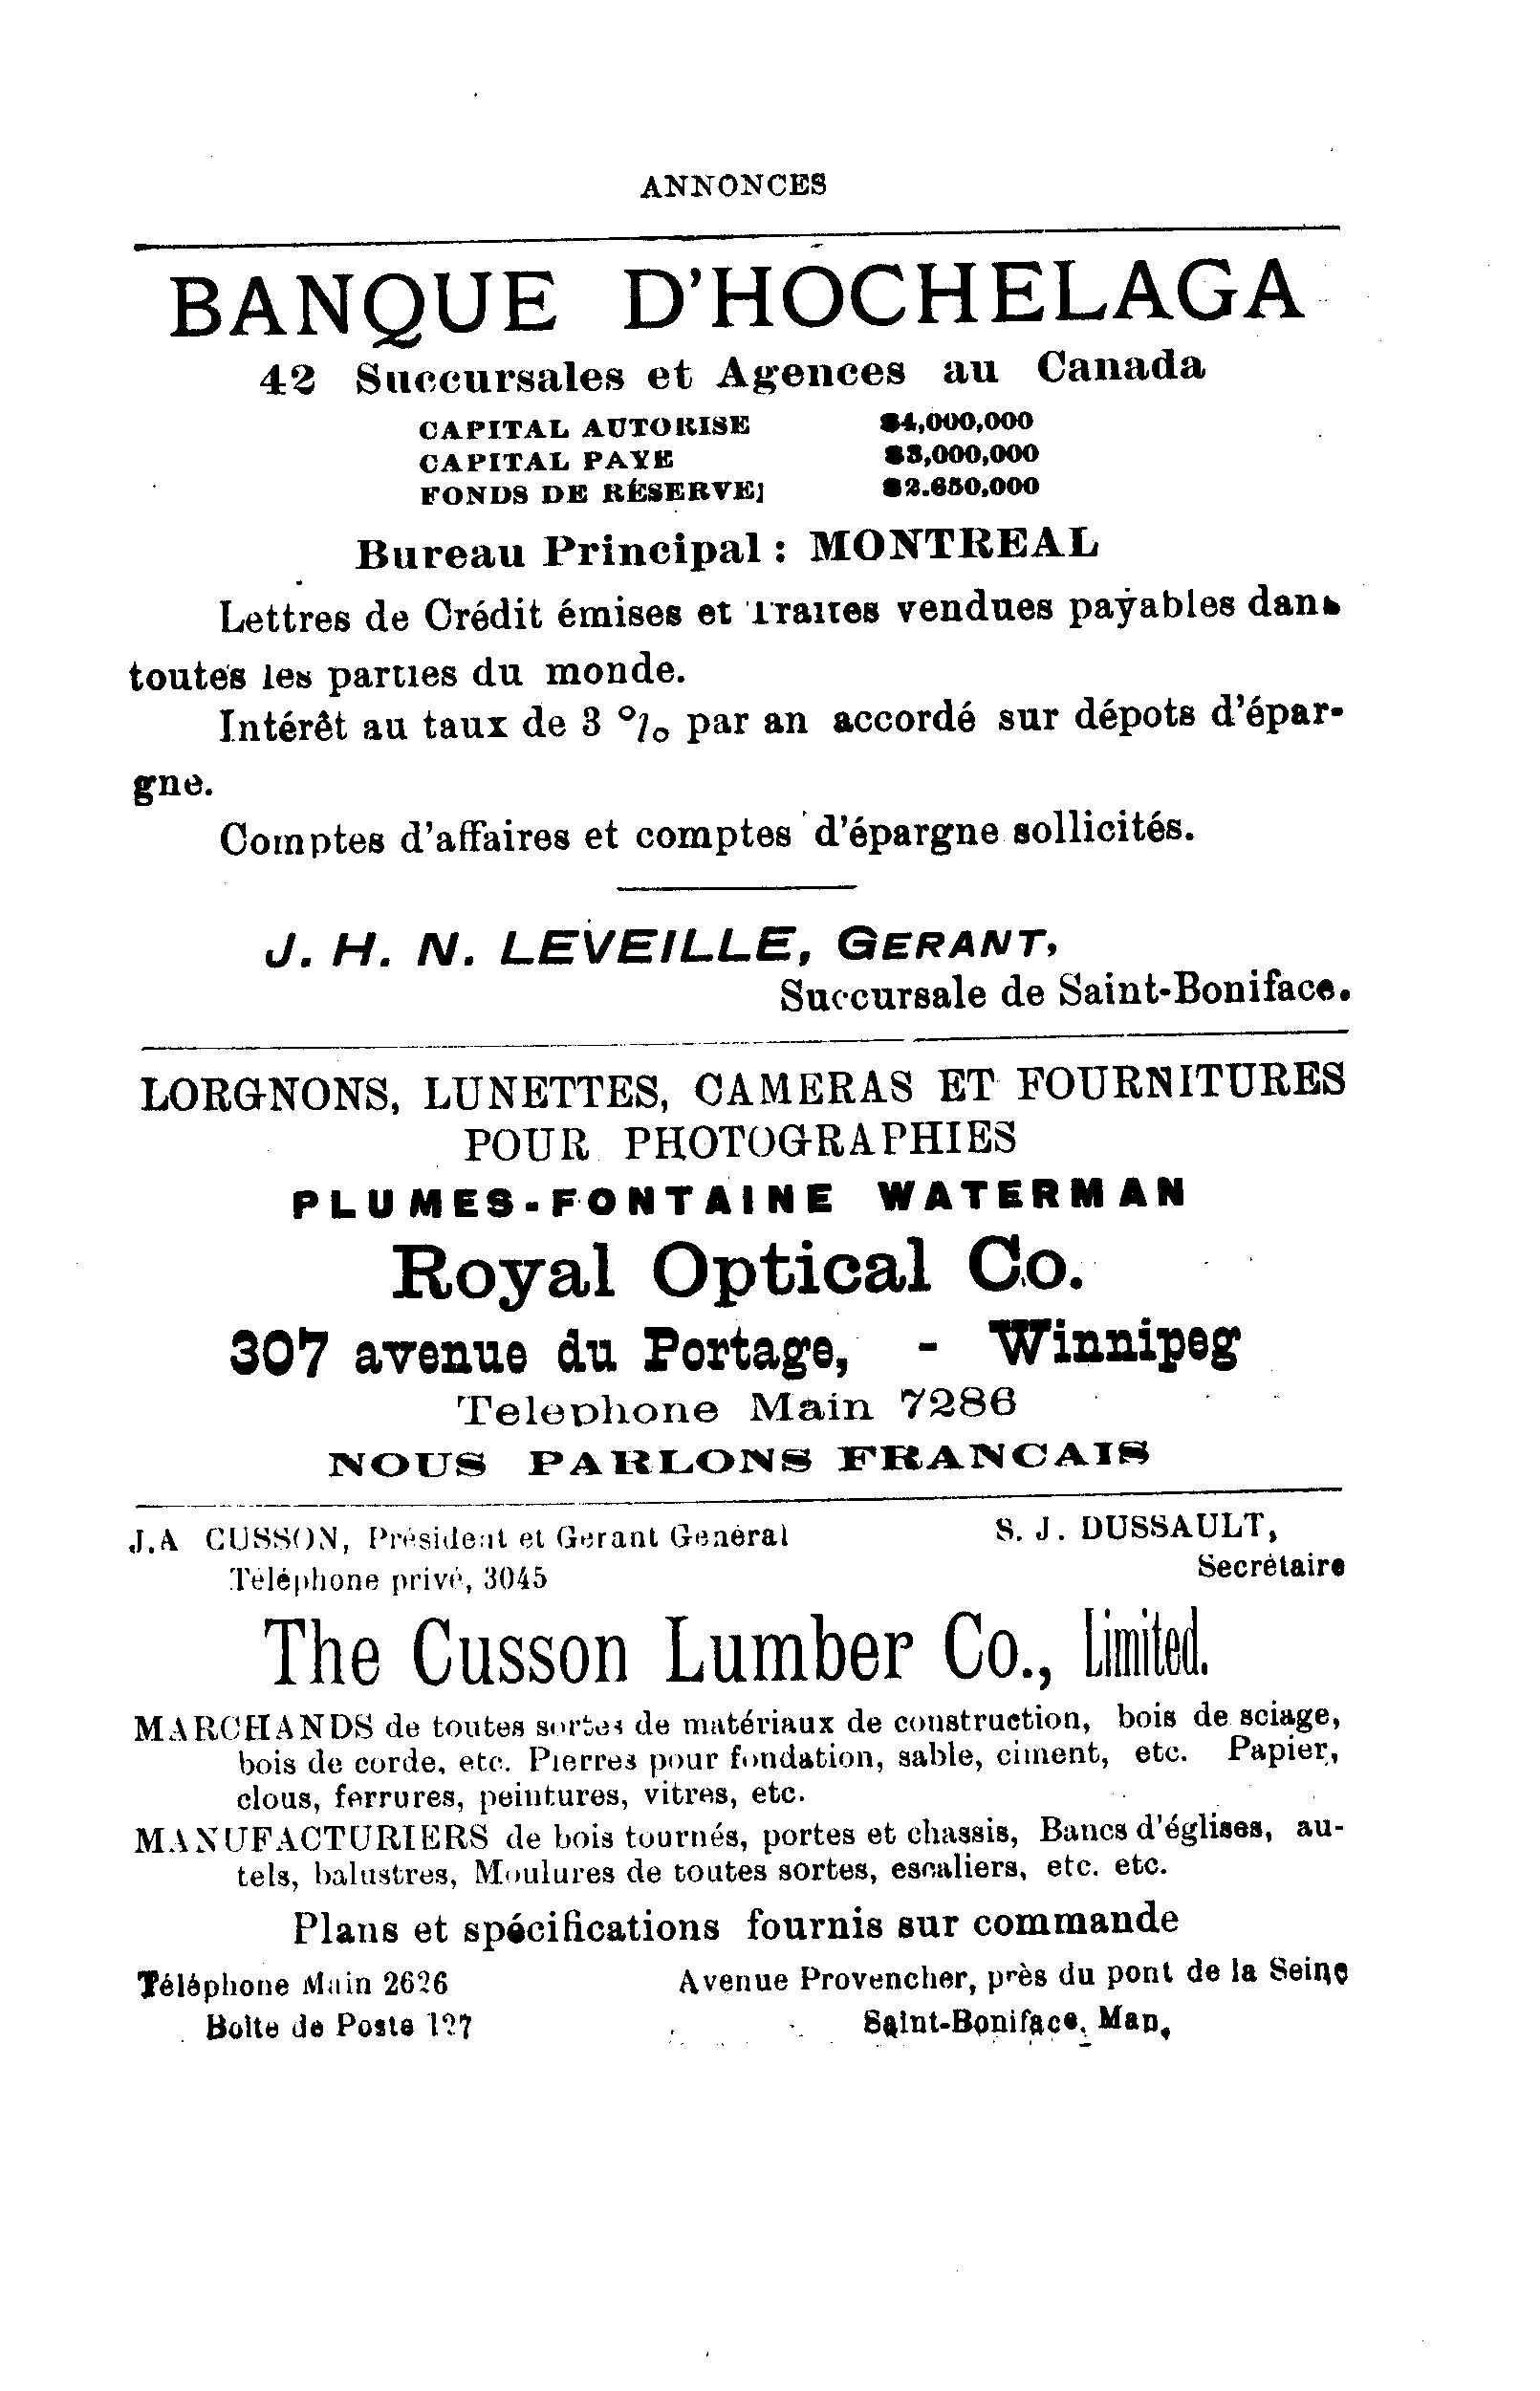 ANNONCES
BANQUE D'HOCHELAGA
42 Succursales et Agences au Canada
CAPITAL AUTORISE $4,000,000
CAPITAL PAYE $3,000,000
FONDS DE RÉSERVE $2.650,000
Bureau Principal : MONTREAL
Lettres de Crédit émises et Traites vendues payables dans
toutes les parties du monde.
Intérêt au taux de 3 % par an accordé sur dépots d'épar-
gne.
Comptes d'affaires et comptes d'épargne sollicités.
J. H. N. LEVEILLE, GERANT,
Succursale de Saint-Boniface.
LORGNONS, LUNETTES, CAMERAS ET FOURNITURES
POUR PHOTOGRAPHIES
PLUMES-FONTAINE WATERMAN
Royal Optical Co.
307 avenue du Portage, - Winnipeg
Telephone Main 7286
NOUS PARLONS FRANCAIS
J.A CUSSON, Président et Gerant General S. J. DUSSAULT,
Téléphone privé, 3045 Secrétaire
The Cusson Lumber Co., Limited.
MARCHANDS de toutes sortes de matériaux de construction, bois de sciage,
bois de corde, etc. Pierres pour fondation, sable, ciment, etc. Papier,
clous, ferrures, peintures, vitres, etc.
MANUFACTURIERS de bois tournés, portes et chassis, Bancs d'églises, au-
tels, balustres, Moulures de toutes sortes, escaliers, etc. etc.
Plans et spécifications fournis sur commande
Téléphone Main 2626 Avenue Provencher, près du pont de la Seine
Boite de Poste 127 Saint-Boniface, Man.